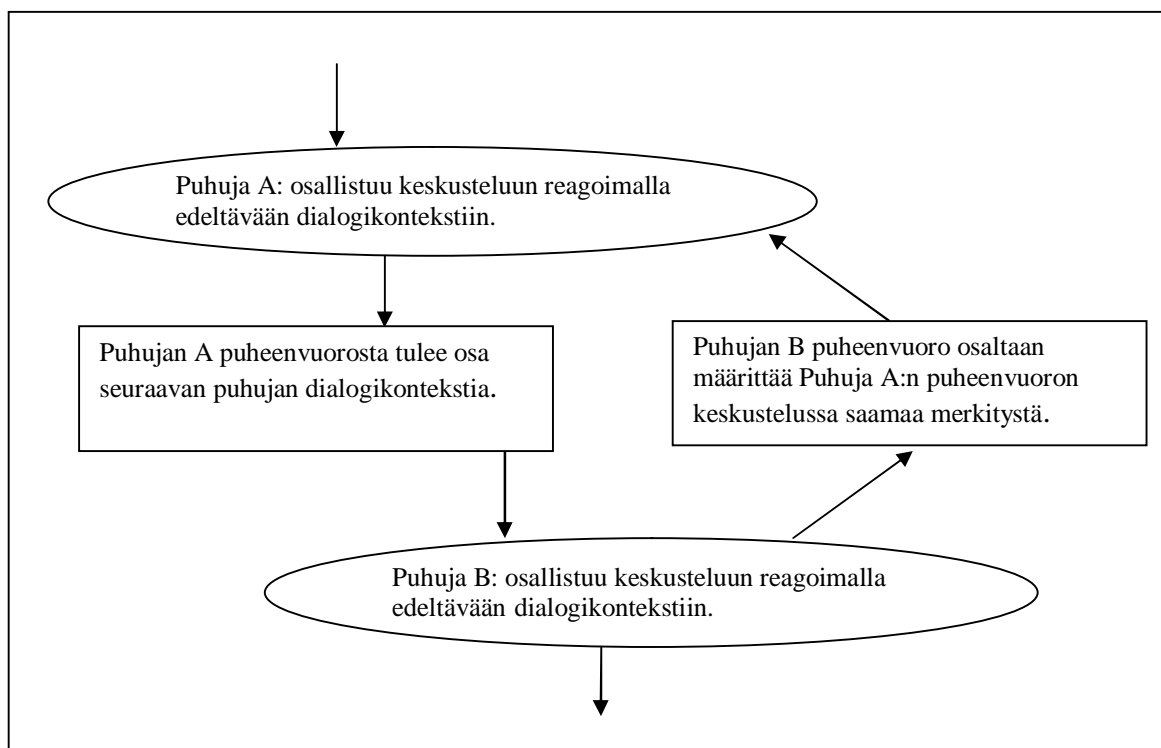 Puhuja A: osallistuu keskusteluun reagoimalla
edeltävään dialogikontekstiin.
Puhujan A puheenvuorosta tulee osa
seuraavan puhujan dialogikontekstia.
Puhujan B puheenvuoro osaltaan
määrittää Puhuja A:n puheenvuoron
keskustelussa saamaa merkitystä.
Puhuja B: osallistuu keskusteluun reagoimalla
edeltävään dialogikontekstiin.